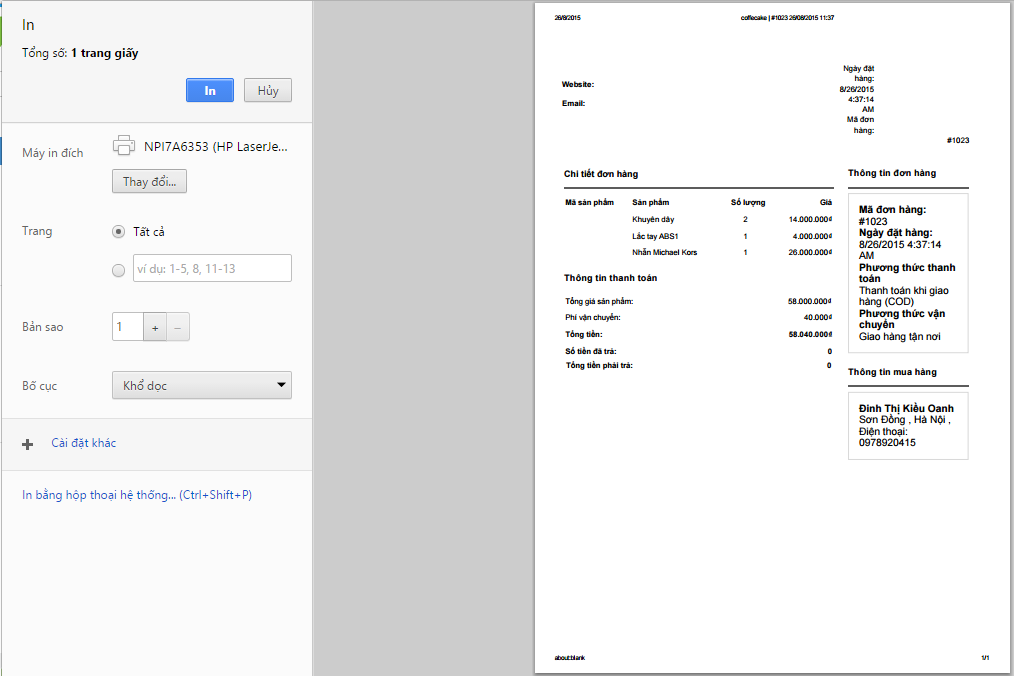 In
Tổng số: 1 trang giấy
In
Hủy
Máy in đích
NPI7A6353 (HP LaserJe...
Thay đổi...
Trang
Tất cả
ví dụ: 1-5, 8, 11-13
Bản sao
1
+
−
Bố cục
Khổ dọc
Cài đặt khác
In bằng hộp thoại hệ thống... (Ctrl+Shift+P)
26/8/2015
coffecake | #1023 26/08/2015 11:37
Website:
Email:
Ngày đặt
hàng:
8/26/2015
4:37:14
AM
Mã đơn
hàng:
#1023
Chi tiết đơn hàng
Mã sản phẩm Sản phẩm Số lượng Giá
Khuyên dây 2 14.000.000₫
Lắc tay ABS1 1 4.000.000₫
Nhẫn Michael Kors 1 26.000.000₫
Thông tin thanh toán
Tổng giá sản phẩm: 58.000.000₫
Phí vận chuyển: 40.000₫
Tổng tiền: 58.040.000₫
Số tiền đã trả: 0
Tổng tiền phải trả: 0
Thông tin đơn hàng
Mã đơn hàng:
#1023
Ngày đặt hàng:
8/26/2015 4:37:14
AM
Phương thức thanh
toán
Thanh toán khi giao
hàng (COD)
Phương thức vận
chuyển
Giao hàng tận nơi
Thông tin mua hàng
Đinh Thị Kiều Oanh
Sơn Đồng , Hà Nội ,
Điện thoại:
0978920415
about:blank
1/1